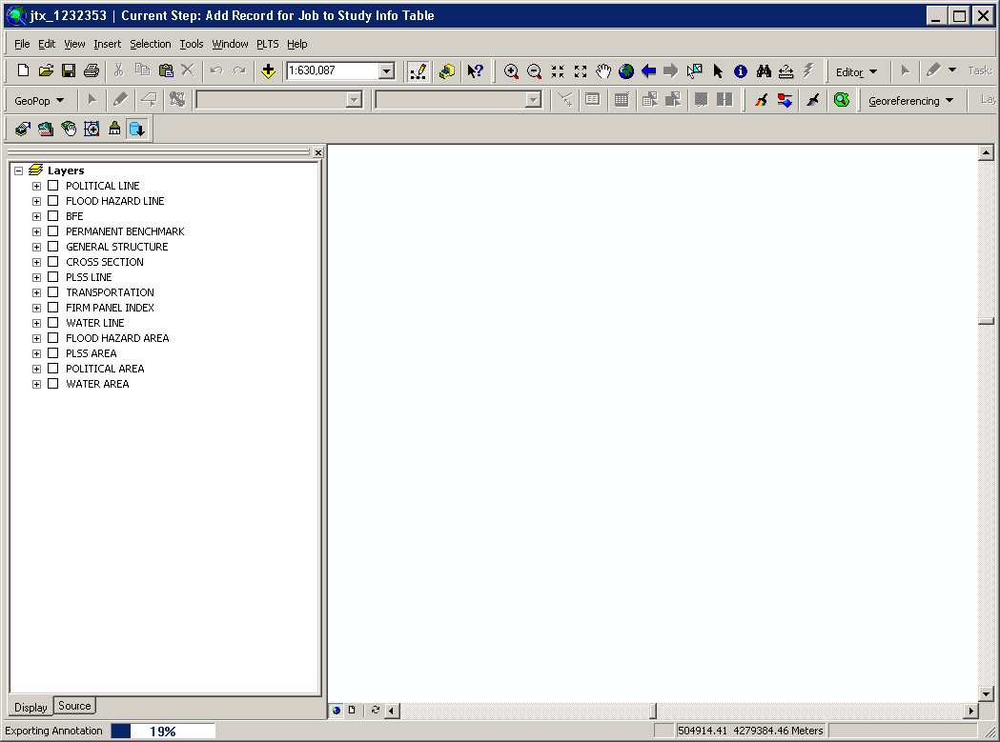 jtx_1232353 | Current Step: Add Record for Job to Study Info Table
File Edit View Insert Selection Tools Window PLTS Help
1:630,087 Editor Task:
GeoPop Georeferencing Lay
Layers
POLITICAL LINE
FLOOD HAZARD LINE
BFE
PERMANENT BENCHMARK
GENERAL STRUCTURE
CROSS SECTION
PLSS LINE
TRANSPORTATION
FIRM PANEL INDEX
WATER LINE
FLOOD HAZARD AREA
PLSS AREA
POLITICAL AREA
WATER AREA
Display Source
Exporting Annotation 19% 504914.41 4279384.46 Meters